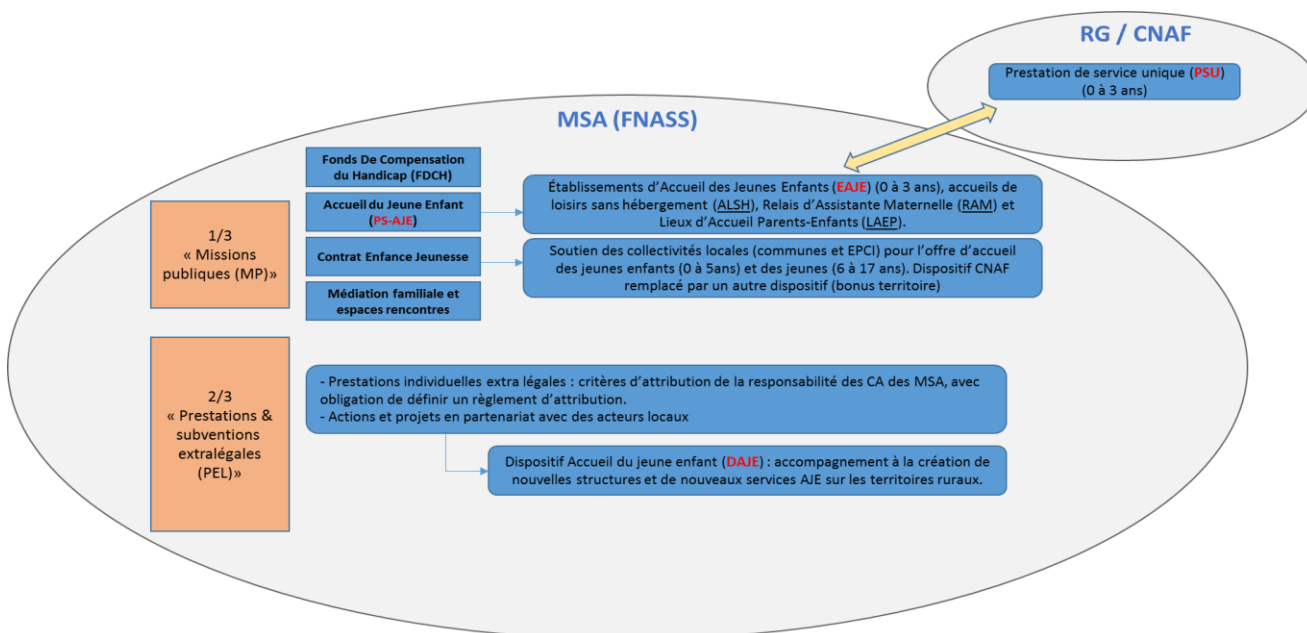 RG / CNAF
Prestation de service unique (PSU)
(0 à 3 ans)
MSA (FNASS)
1/3
« Missions
publiques (MP)»
Fonds De Compensation
du Handicap (FDCH)
Accueil du Jeune Enfant
(PS-AJE)
Contrat Enfance Jeunesse
Médiation familiale et
espaces rencontres
Établissements d’Accueil des Jeunes Enfants (EAJE) (0 à 3 ans), accueils de
loisirs sans hébergement (ALSH), Relais d’Assistante Maternelle (RAM) et
Lieux d’Accueil Parents-Enfants (LAEP).
Soutien des collectivités locales (communes et EPCI) pour l’offre d’accueil
des jeunes enfants (0 à 5ans) et des jeunes (6 à 17 ans). Dispositif CNAF
remplacé par un autre dispositif (bonus territoire)
2/3
« Prestations &
subventions
extralégales
(PEL)»
- Prestations individuelles extra légales : critères d’attribution de la responsabilité des CA des MSA, avec
obligation de définir un règlement d’attribution.
- Actions et projets en partenariat avec des acteurs locaux
Dispositif Accueil du jeune enfant (DAJE) : accompagnement à la création de
nouvelles structures et de nouveaux services AJE sur les territoires ruraux.